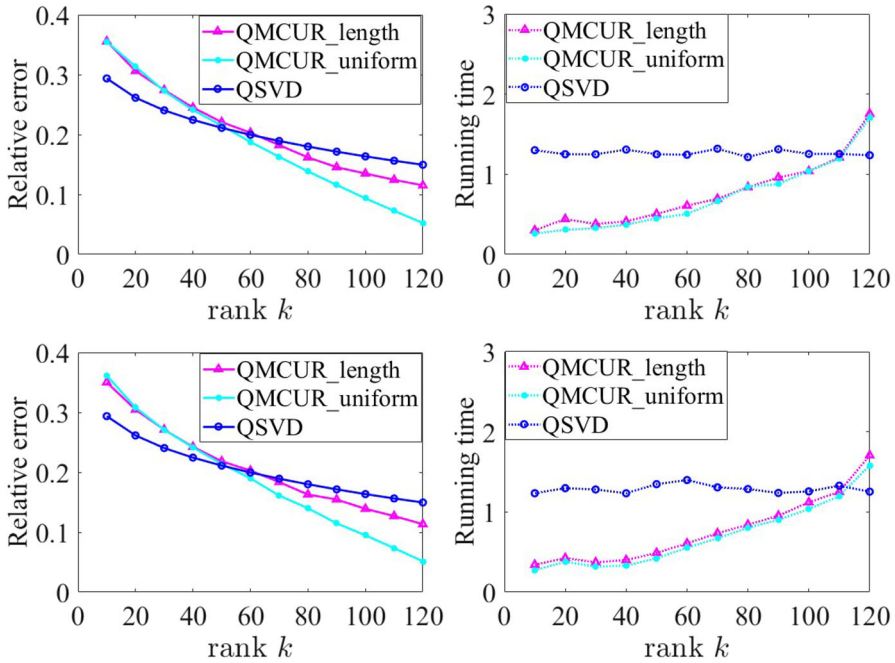 0.4
0.3
0.2
0.1
0
Relative error
QMCUR_length
QMCUR_uniform
QSVD
0 20 40 60 80 100 120
rank k
3
2
1
0
Running time
QMCUR_length
QMCUR_uniform
QSVD
0 20 40 60 80 100 120
rank k
0.4
0.3
0.2
0.1
0
Relative error
QMCUR_length
QMCUR_uniform
QSVD
0 20 40 60 80 100 120
rank k
3
2
1
0
Running time
QMCUR_length
QMCUR_uniform
QSVD
0 20 40 60 80 100 120
rank k